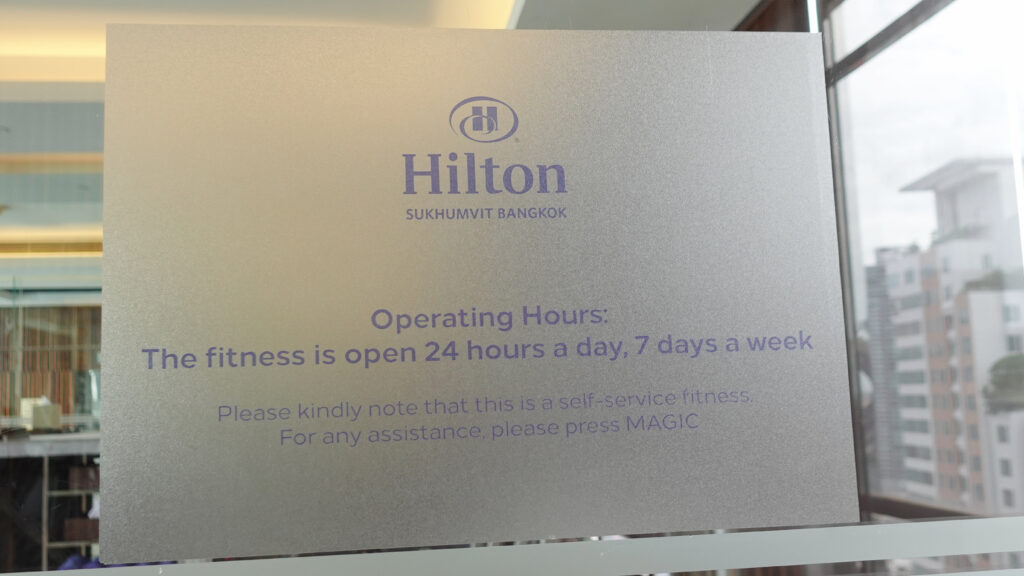 Hilton
SUKHUMVIT BANGKOK
Operating Hours:
The fitness is open 24 hours a day, 7 days a week
Please kindly note that this is a self-service fitness.
For any assistance, please press MAGIC